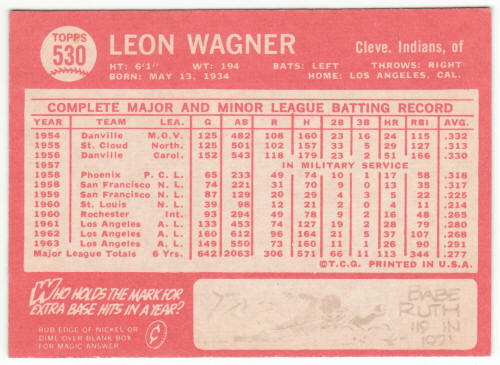 TOPPS
530
LEON WAGNER
Cleve. Indians, of
HT: 6'1" WT: 194 BATS: LEFT THROWS: RIGHT
BORN: MAY 13, 1934 HOME: LOS ANGELES, CAL.
COMPLETE MAJOR AND MINOR LEAGUE BATTING RECORD
YEAR TEAM LEA. G AB R H 2B 3B HR RBI AVG.
1954 Danville M.O.V. 125 482 108 160 23 16 24 115 .332
1955 St. Cloud North. 125 501 102 157 25 5 29 127 .313
1956 Danville Carol. 152 543 118 179 23 2 51 166 .330
1957 IN MILITARY SERVICE
1958 Phoenix P. C. L. 65 233 49 74 10 1 17 58 .318
1958 San Francisco N. L. 74 221 31 70 9 0 13 35 .317
1959 San Francisco N. L. 87 129 20 29 4 3 5 22 .225
1960 St. Louis N. L. 39 98 12 21 2 0 4 11 .214
1960 Rochester Int. 93 294 49 78 9 2 16 48 .265
1961 Los Angeles A. L. 133 453 74 127 19 2 28 79 .280
1962 Los Angeles A. L. 160 612 96 164 21 5 37 107 .268
1963 Los Angeles A. L. 149 550 73 160 11 1 26 90 .291
Major League Totals 6 Yrs. 642 2063 306 571 66 11 113 344 .277
©T.C.G. PRINTED IN U.S.A.
WHO HOLDS THE MARK FOR
EXTRA BASE HITS IN A YEAR?
RUB EDGE OF NICKEL OR
DIME OVER BLANK BOX
FOR MAGIC ANSWER
BABE
RUTH
119 IN
1921